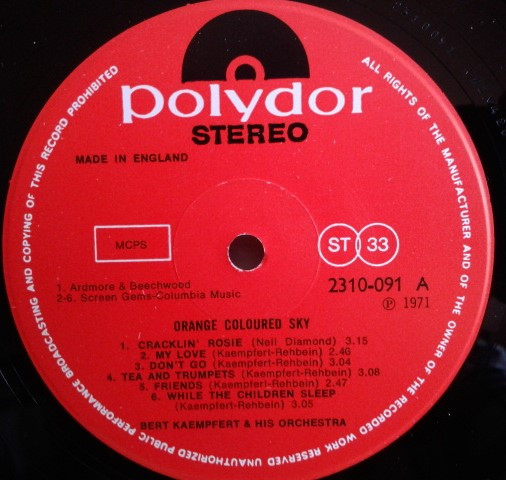 polydor
STEREO
MADE IN ENGLAND
MCPS
ST 33
1. Ardmore & Beechwood
2-6. Screen Gems-Columbia Music
2310-091 A
Ⓟ 1971
ORANGE COLOURED SKY
1. CRACKLIN' ROSIE (Neil Diamond) 3.15
2. MY LOVE (Kaempfert-Rehbein) 2.46
3. DON'T GO (Kaempfert-Rehbein) 3.04
4. TEA AND TRUMPETS (Kaempfert-Rehbein) 3.08
5. FRIENDS (Kaempfert-Rehbein) 2.47
6. WHILE THE CHILDREN SLEEP
(Kaempfert-Rehbein) 3.05
BERT KAEMPFERT & HIS ORCHESTRA
ALL RIGHTS OF THE MANUFACTURER AND OF THE OWNER OF THE RECORDED WORK RESERVED UNAUTHORIZED PUBLIC PERFORMANCE BROADCASTING AND COPYING OF THIS RECORD PROHIBITED